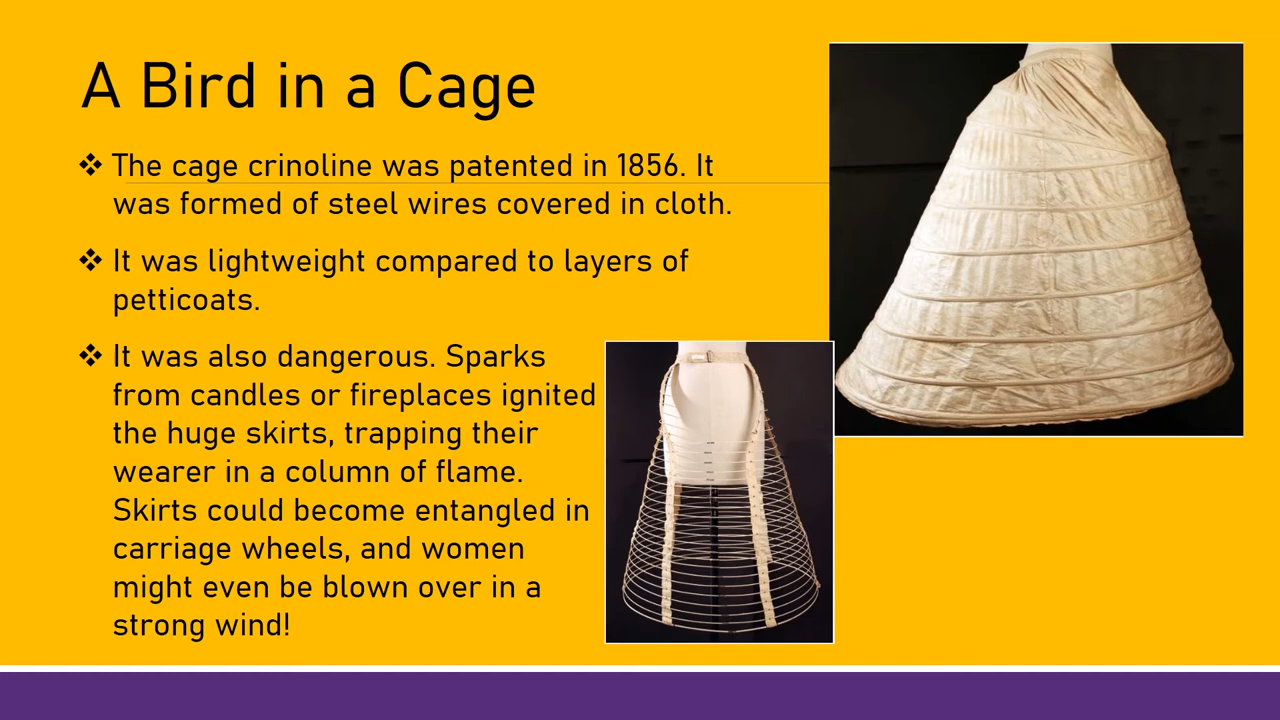 A Bird in a Cage
❖ The cage crinoline was patented in 1856. It
was formed of steel wires covered in cloth.
❖ It was lightweight compared to layers of
petticoats.
❖ It was also dangerous. Sparks
from candles or fireplaces ignited
the huge skirts, trapping their
wearer in a column of flame.
Skirts could become entangled in
carriage wheels, and women
might even be blown over in a
strong wind!